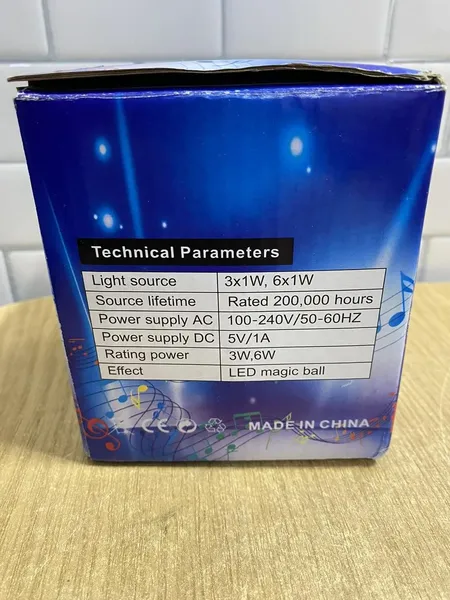 Technical Parameters
Light source 3x1W, 6x1W
Source lifetime Rated 200,000 hours
Power supply AC 100-240V/50-60HZ
Power supply DC 5V/1A
Rating power 3W,6W
Effect LED magic ball
CE MADE IN CHINA